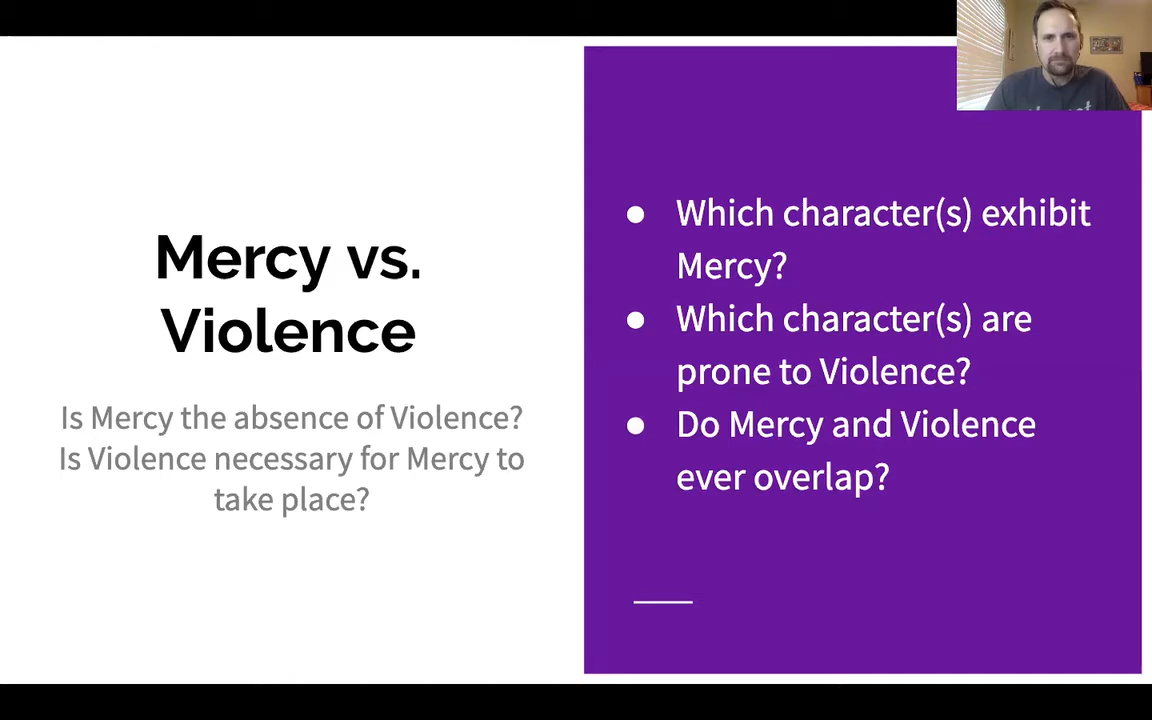 Mercy vs.
Violence
Is Mercy the absence of Violence?
Is Violence necessary for Mercy to
take place?
● Which character(s) exhibit
Mercy?
● Which character(s) are
prone to Violence?
● Do Mercy and Violence
ever overlap?